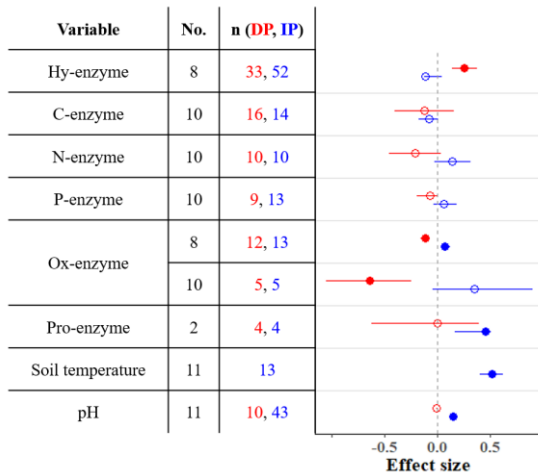 Variable No. n (DP, IP)
Hy-enzyme 8 33, 52
C-enzyme 10 16, 14
N-enzyme 10 10, 10
P-enzyme 10 9, 13
Ox-enzyme 8 12, 13
10 5, 5
Pro-enzyme 2 4, 4
Soil temperature 11 13
pH 11 10, 43
-0.5 0.0 0.5
Effect size